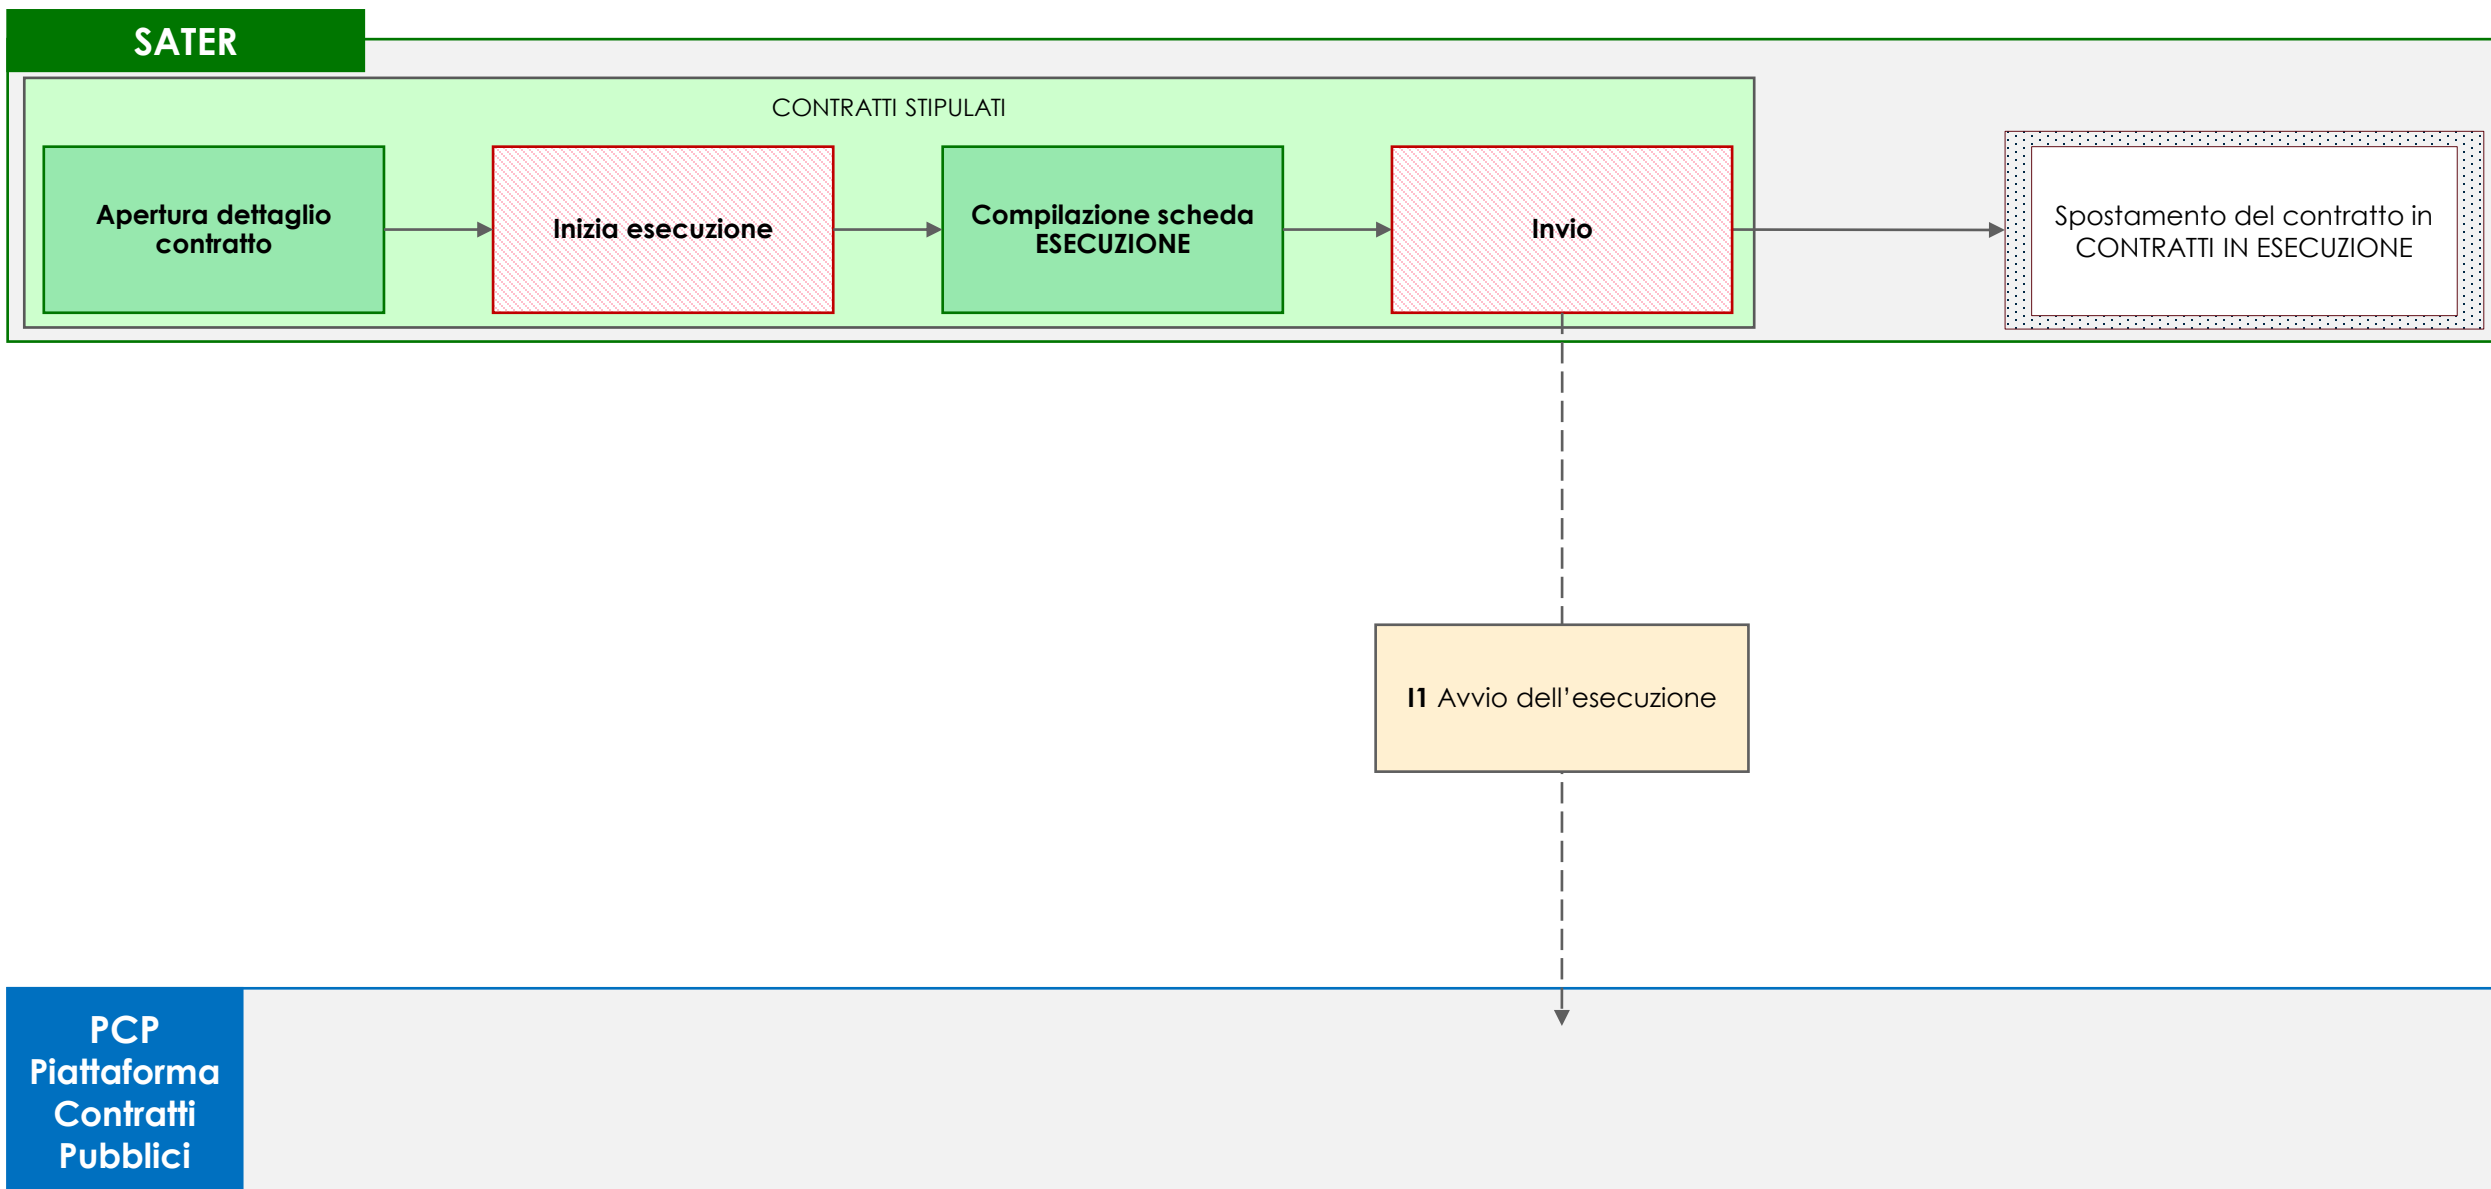 SATER
CONTRATTI STIPULATI
Apertura dettaglio
contratto
Inizia esecuzione
Compilazione scheda
ESECUZIONE
Invio
Spostamento del contratto in
CONTRATTI IN ESECUZIONE
I1 Avvio dell’esecuzione
PCP
Piattaforma
Contratti
Pubblici